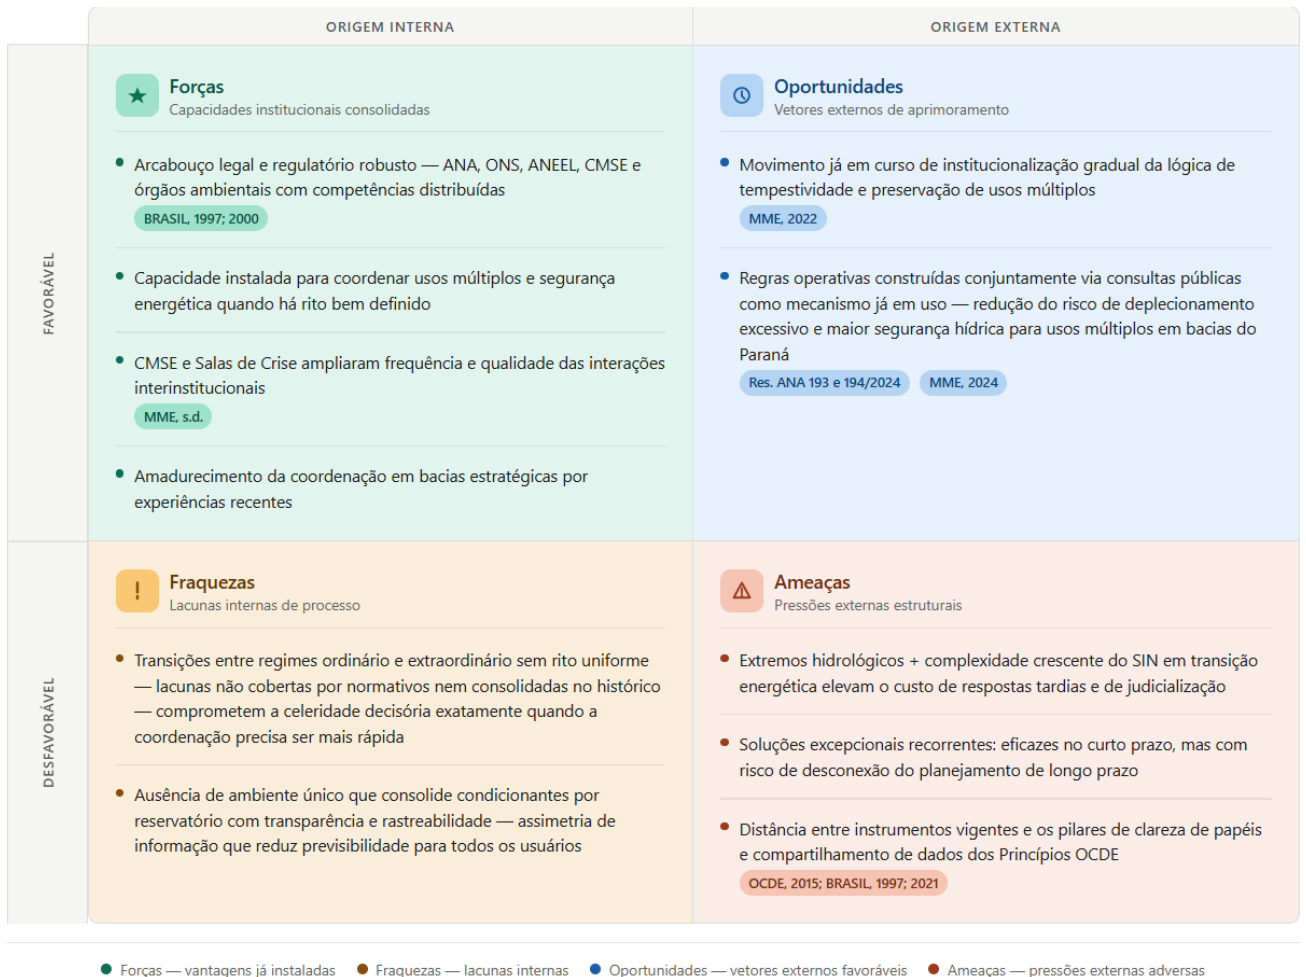 ORIGEM INTERNA
ORIGEM EXTERNA
FAVORÁVEL
Forças
Capacidades institucionais consolidadas
Arcabouço legal e regulatório robusto — ANA, ONS, ANEEL, CMSE e
órgãos ambientais com competências distribuídas
BRASIL, 1997; 2000
Capacidade instalada para coordenar usos múltiplos e segurança
energética quando há rito bem definido
CMSE e Salas de Crise ampliaram frequência e qualidade das interações
interinstitucionais
MME, s.d.
Amadurecimento da coordenação em bacias estratégicas por
experiências recentes
Oportunidades
Vetores externos de aprimoramento
Movimento já em curso de institucionalização gradual da lógica de
tempestividade e preservação de usos múltiplos
MME, 2022
Regras operativas construídas conjuntamente via consultas públicas
como mecanismo já em uso — redução do risco de deplecionamento
excessivo e maior segurança hídrica para usos múltiplos em bacias do
Paraná
Res. ANA 193 e 194/2024
MME, 2024
DESFAVORÁVEL
Fraquezas
Lacunas internas de processo
Transições entre regimes ordinário e extraordinário sem rito uniforme
— lacunas não cobertas por normativos nem consolidadas no histórico
— comprometem a celeridade decisória exatamente quando a
coordenação precisa ser mais rápida
Ausência de ambiente único que consolide condicionantes por
reservatório com transparência e rastreabilidade — assimetria de
informação que reduz previsibilidade para todos os usuários
Ameaças
Pressões externas estruturais
Extremos hidrológicos + complexidade crescente do SIN em transição
energética elevam o custo de respostas tardias e de judicialização
Soluções excepcionais recorrentes: eficazes no curto prazo, mas com
risco de desconexão do planejamento de longo prazo
Distância entre instrumentos vigentes e os pilares de clareza de papéis
e compartilhamento de dados dos Princípios OCDE
OCDE, 2015; BRASIL, 1997; 2021
Forças — vantagens já instaladas
Fraquezas — lacunas internas
Oportunidades — vetores externos favoráveis
Ameaças — pressões externas adversas